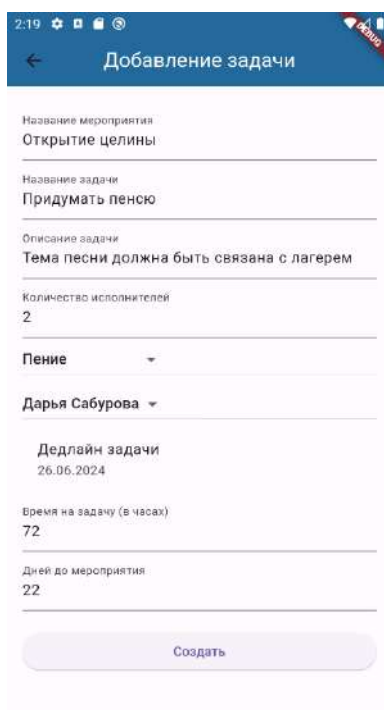 2:19
DEBUG
Добавление задачи
Название мероприятия
Открытие целины
Название задачи
Придумать пенсю
Описание задачи
Тема песни должна быть связана с лагерем
Количество исполнителей
2
Пение
Дарья Сабурова
Дедлайн задачи
26.06.2024
Время на задачу (в часах)
72
Дней до мероприятия
22
Создать